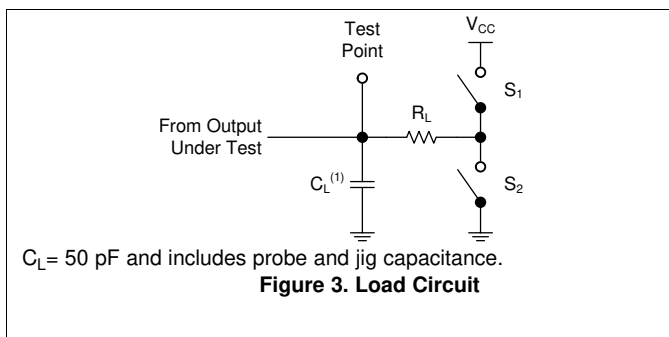 Test
Point
V_CC
S_1
R_L
From Output
Under Test
C_L^(1)
S_2
C_L= 50 pF and includes probe and jig capacitance.
Figure 3. Load Circuit